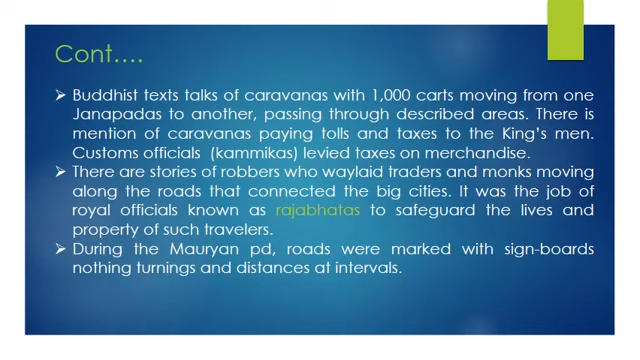 Cont....
➢ Buddhist texts talks of caravanas with 1,000 carts moving from one
Janapadas to another, passing through described areas. There is
mention of caravanas paying tolls and taxes to the King's men.
Customs officials (kammikas) levied taxes on merchandise.
➢ There are stories of robbers who waylaid traders and monks moving
along the roads that connected the big cities. It was the job of
royal officials known as rajabhatas to safeguard the lives and
property of such travelers.
➢ During the Mauryan pd, roads were marked with sign-boards
nothing turnings and distances at intervals.